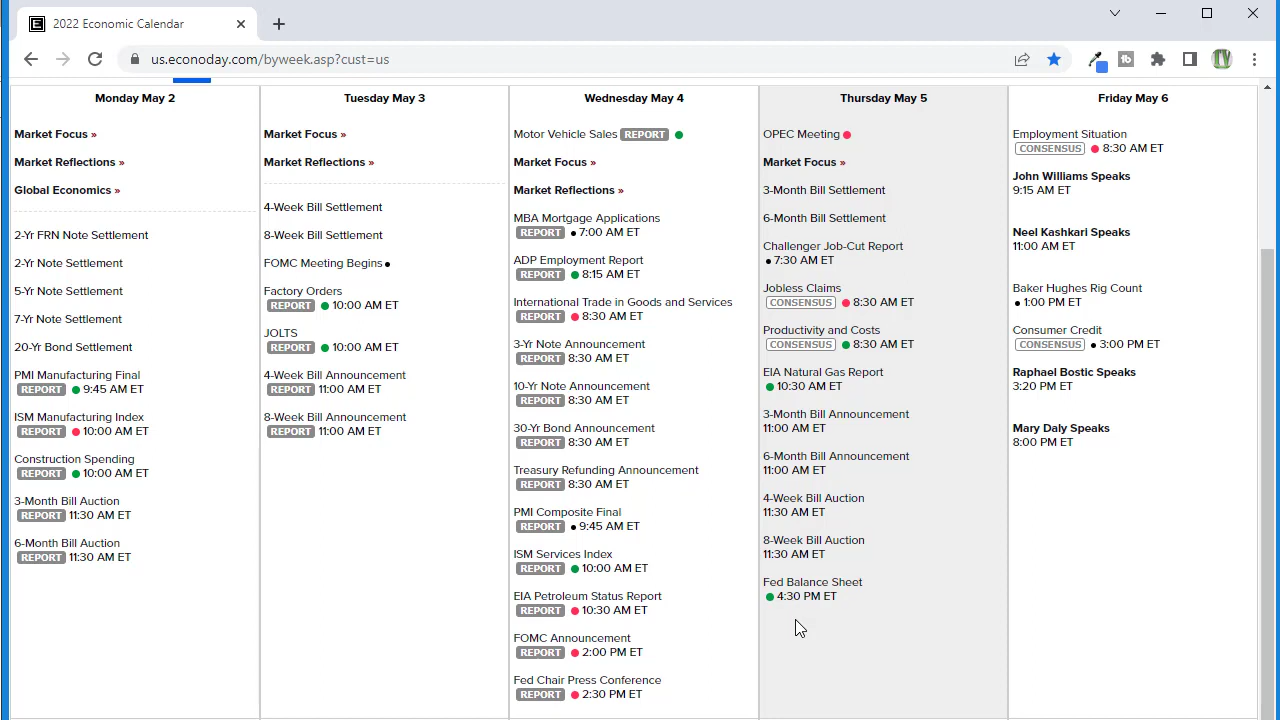 2022 Economic Calendar
us.econoday.com/byweek.asp?cust=us
Monday May 2
Market Focus »
Market Reflections »
Global Economics »
2-Yr FRN Note Settlement
2-Yr Note Settlement
5-Yr Note Settlement
7-Yr Note Settlement
20-Yr Bond Settlement
PMI Manufacturing Final
REPORT 9:45 AM ET
ISM Manufacturing Index
REPORT 10:00 AM ET
Construction Spending
REPORT 10:00 AM ET
3-Month Bill Auction
REPORT 11:30 AM ET
6-Month Bill Auction
REPORT 11:30 AM ET
Tuesday May 3
Market Focus »
Market Reflections »
4-Week Bill Settlement
8-Week Bill Settlement
FOMC Meeting Begins
Factory Orders
REPORT 10:00 AM ET
JOLTS
REPORT 10:00 AM ET
4-Week Bill Announcement
REPORT 11:00 AM ET
8-Week Bill Announcement
REPORT 11:00 AM ET
Wednesday May 4
Motor Vehicle Sales REPORT
Market Focus »
Market Reflections »
MBA Mortgage Applications
REPORT 7:00 AM ET
ADP Employment Report
REPORT 8:15 AM ET
International Trade in Goods and Services
REPORT 8:30 AM ET
3-Yr Note Announcement
REPORT 8:30 AM ET
10-Yr Note Announcement
REPORT 8:30 AM ET
30-Yr Bond Announcement
REPORT 8:30 AM ET
Treasury Refunding Announcement
REPORT 8:30 AM ET
PMI Composite Final
REPORT 9:45 AM ET
ISM Services Index
REPORT 10:00 AM ET
EIA Petroleum Status Report
REPORT 10:30 AM ET
FOMC Announcement
REPORT 2:00 PM ET
Fed Chair Press Conference
REPORT 2:30 PM ET
Thursday May 5
OPEC Meeting
Market Focus »
3-Month Bill Settlement
6-Month Bill Settlement
Challenger Job-Cut Report
7:30 AM ET
Jobless Claims
CONSENSUS 8:30 AM ET
Productivity and Costs
CONSENSUS 8:30 AM ET
EIA Natural Gas Report
10:30 AM ET
3-Month Bill Announcement
11:00 AM ET
6-Month Bill Announcement
11:00 AM ET
4-Week Bill Auction
11:30 AM ET
8-Week Bill Auction
11:30 AM ET
Fed Balance Sheet
4:30 PM ET
Friday May 6
Employment Situation
CONSENSUS 8:30 AM ET
John Williams Speaks
9:15 AM ET
Neel Kashkari Speaks
11:00 AM ET
Baker Hughes Rig Count
1:00 PM ET
Consumer Credit
CONSENSUS 3:00 PM ET
Raphael Bostic Speaks
3:20 PM ET
Mary Daly Speaks
8:00 PM ET